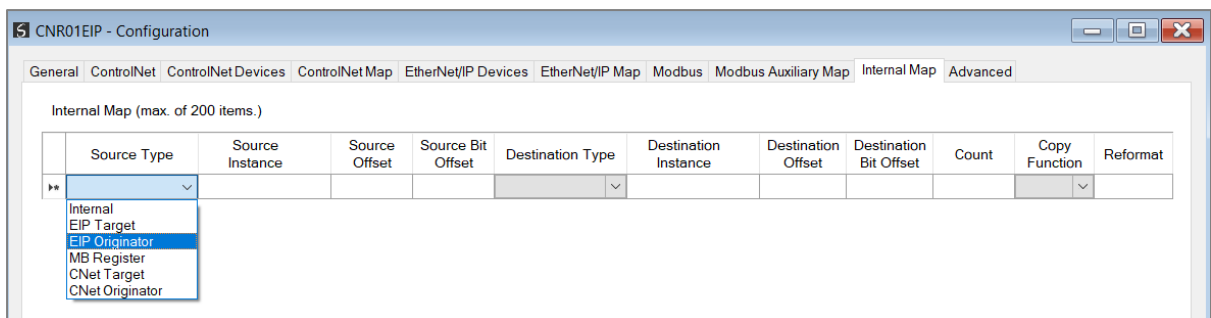 CNR01EIP - Configuration
General ControlNet ControlNet Devices ControlNet Map EtherNet/IP Devices EtherNet/IP Map Modbus Modbus Auxiliary Map Internal Map Advanced
Internal Map (max. of 200 items.)
Source Type Source Instance Source Offset Source Bit Offset Destination Type Destination Instance Destination Offset Destination Bit Offset Count Copy Function Reformat
Internal
EIP Target
EIP Originator
MB Register
CNet Target
CNet Originator